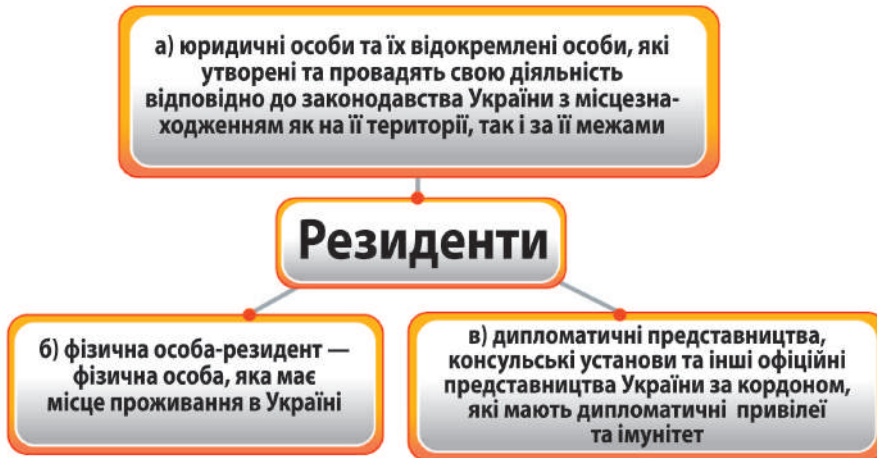 а) юридичні особи та їх відокремлені особи, які
утворені та провадять свою діяльність
відповідно до законодавства України з місцезна-
ходженням як на її території, так і за її межами
Резиденти
б) фізична особа-резидент —
фізична особа, яка має
місце проживання в Україні
в) дипломатичні представництва,
консульські установи та інші офіційні
представництва України за кордоном,
які мають дипломатичні привілеї
та імунітет